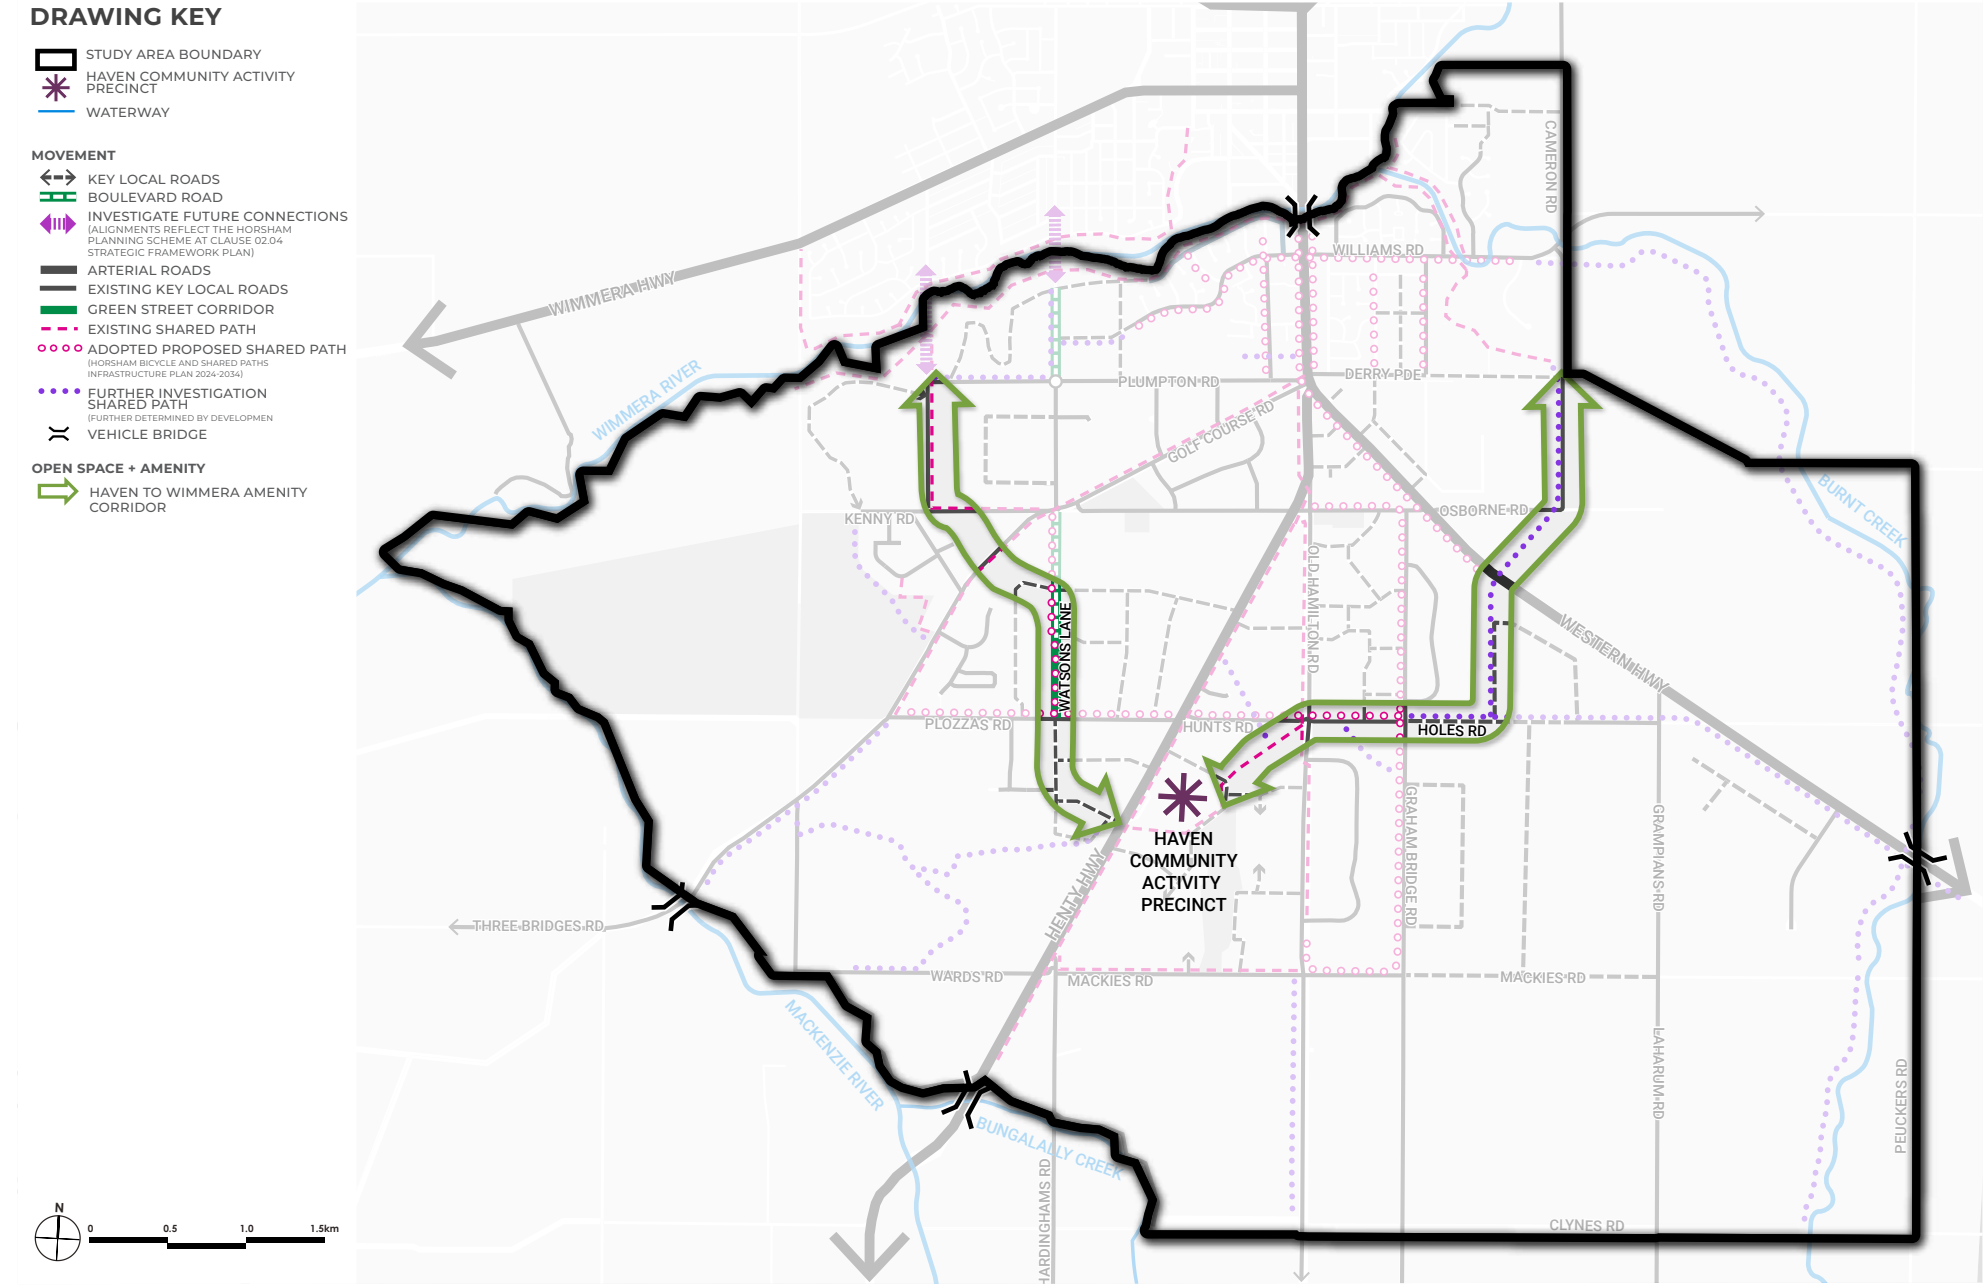 DRAWING KEY
STUDY AREA BOUNDARY
HAVEN COMMUNITY ACTIVITY
PRECINCT
WATERWAY
MOVEMENT
KEY LOCAL ROADS
BOULEVARD ROAD
INVESTIGATE FUTURE CONNECTIONS
(ALIGNMENTS REFLECT THE HORSHAM
PLANNING SCHEME AT CLAUSE 02.04
STRATEGIC FRAMEWORK PLAN)
ARTERIAL ROADS
EXISTING KEY LOCAL ROADS
GREEN STREET CORRIDOR
EXISTING SHARED PATH
ADOPTED PROPOSED SHARED PATH
(HORSHAM BICYCLE AND SHARED PATHS
INFRASTRUCTURE PLAN 2024-2034)
FURTHER INVESTIGATION
SHARED PATH
(FURTHER DETERMINED BY DEVELOPMEN
VEHICLE BRIDGE
OPEN SPACE + AMENITY
HAVEN TO WIMMERA AMENITY
CORRIDOR
N
0 0.5 1.0 1.5km
CAMERON RD
WILLIAMS RD
WIMMERA HWY
WIMMERA RIVER
PLUMPTON RD
DERRY PDE
GOLF COURSE RD
KENNY RD
OSBORNE RD
BURNT CREEK
OLD HAMILTON RD
WATSONS LANE
WESTERN HWY
PLOZZAS RD
HUNTS RD
HOLES RD
HAVEN
COMMUNITY
ACTIVITY
PRECINCT
GRAHAM BRIDGE RD
GRAMPIANS RD
HENTY HWY
THREE BRIDGES RD
WARDS RD
MACKIES RD
MACKIES RD
MACKENZIE RIVER
LAHARUM RD
PEUCKERS RD
BUNGALALLY CREEK
HARDINGHAMS RD
CLYNES RD